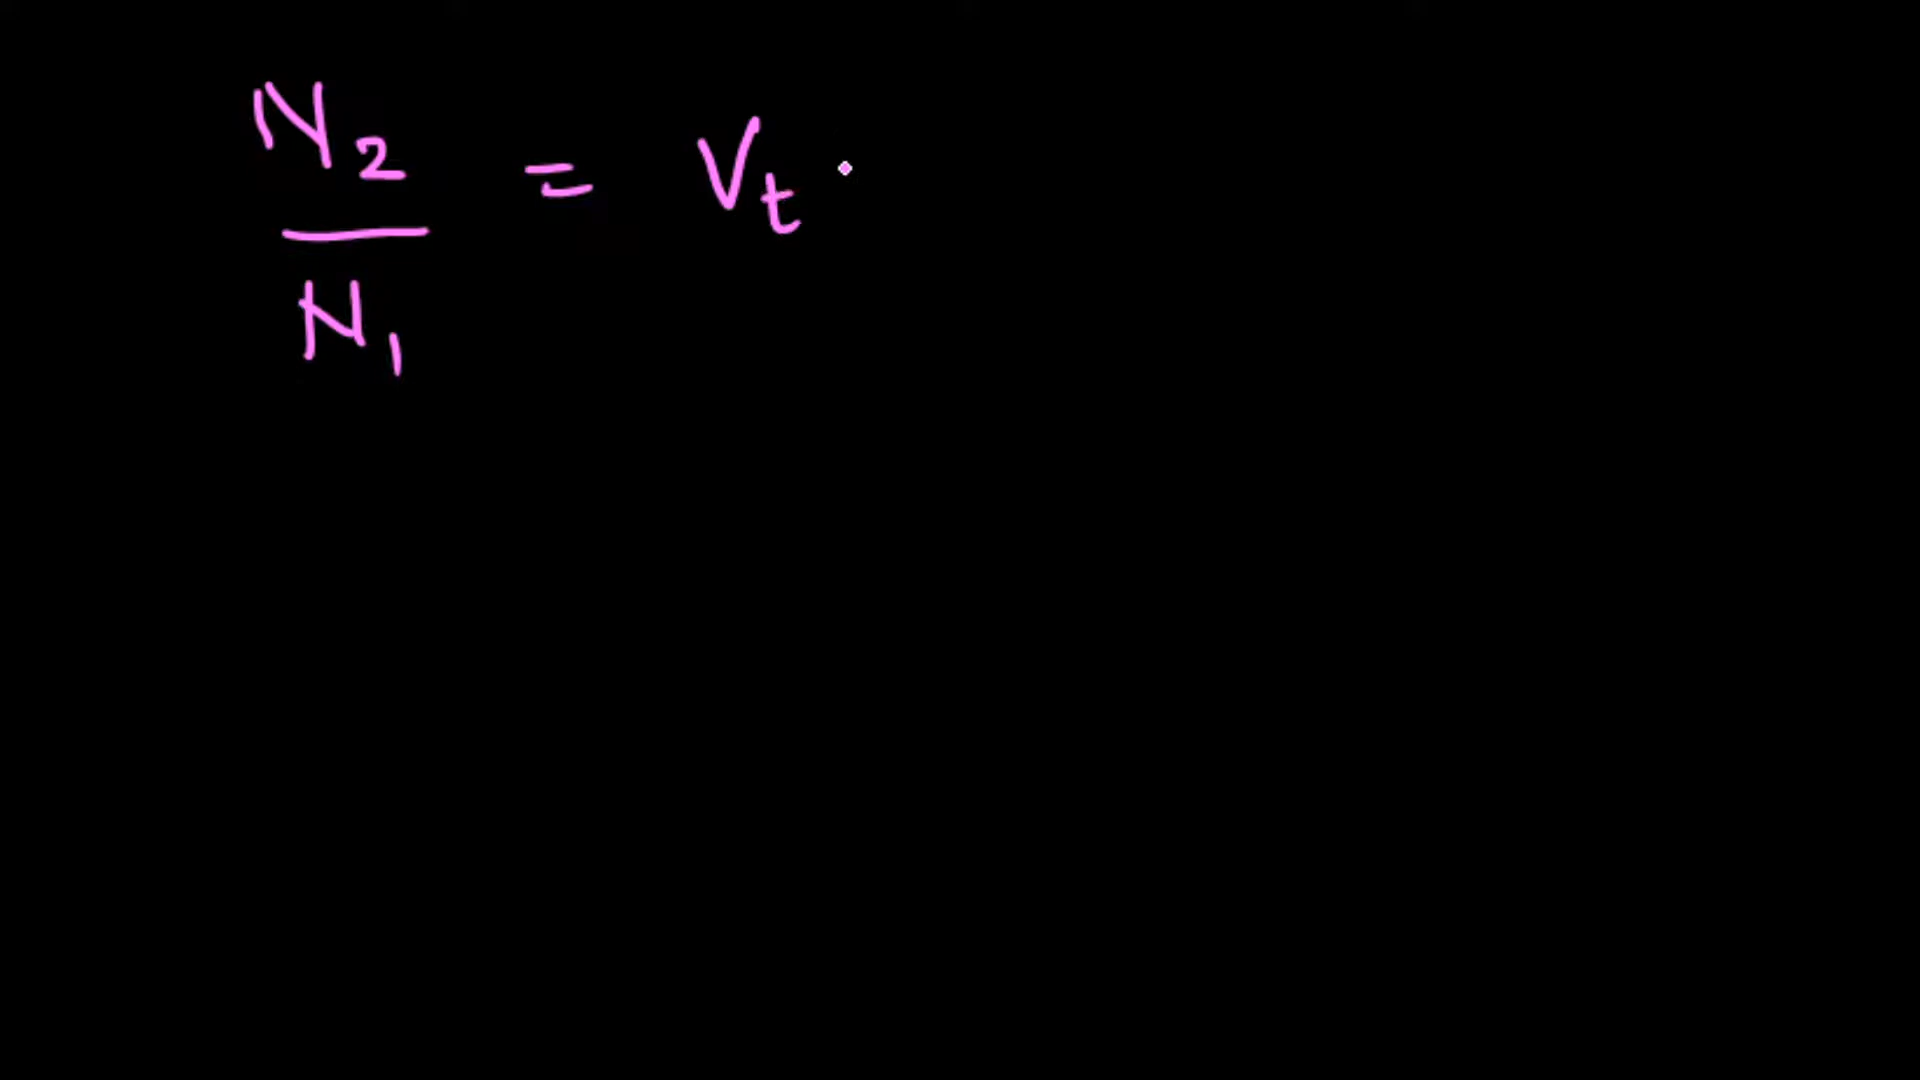 N₂/N₁ = Vₜ